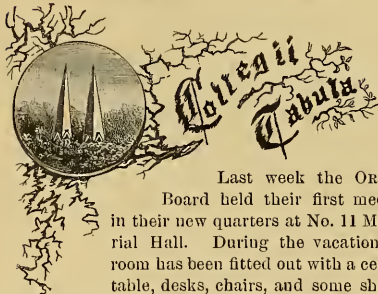 Collegii
Tabula
Last week the OR
Board held their first mee
in their new quarters at No. 11 M
rial Hall. During the vacation
room has been fitted out with a ce
table, desks, chairs, and some sh